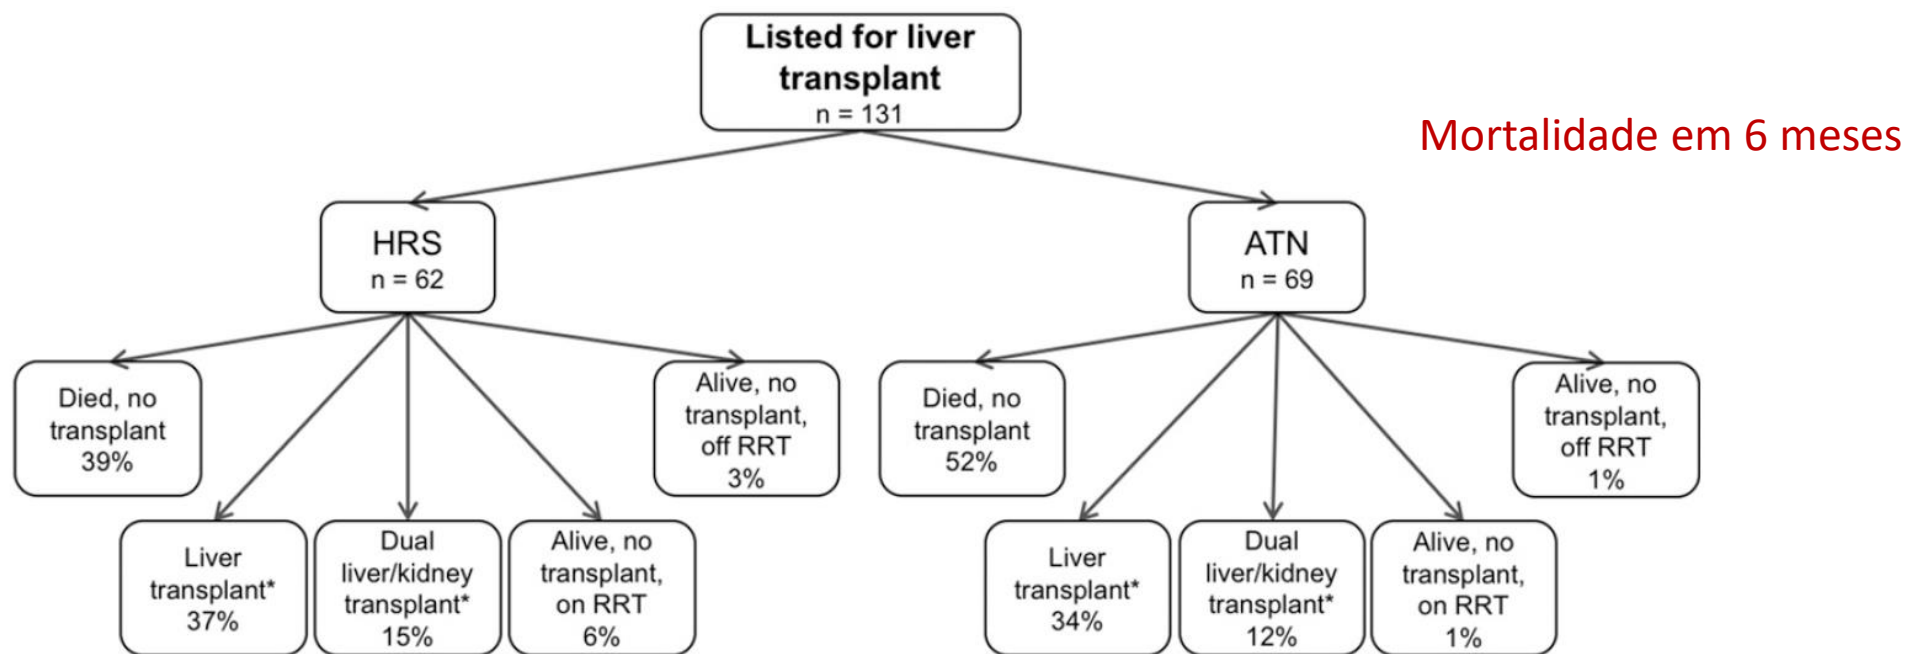 Listed for liver
transplant
n = 131
Mortalidade em 6 meses
HRS
n = 62
ATN
n = 69
Died, no
transplant
39%
Liver
transplant*
37%
Dual
liver/kidney
transplant*
15%
Alive, no
transplant,
on RRT
6%
Alive, no
transplant,
off RRT
3%
Died, no
transplant
52%
Liver
transplant*
34%
Dual
liver/kidney
transplant*
12%
Alive, no
transplant,
on RRT
1%
Alive, no
transplant,
off RRT
1%